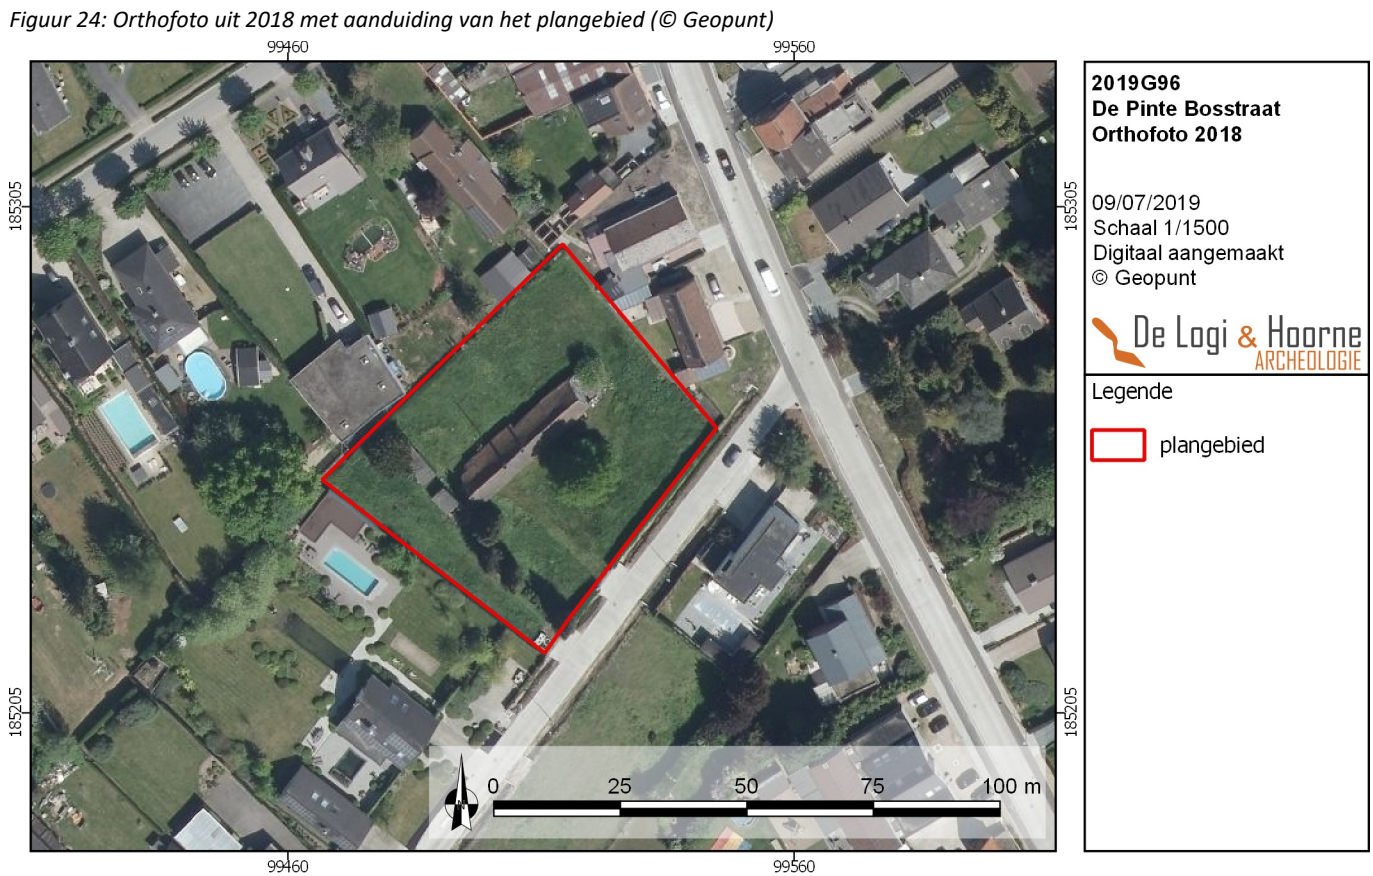 Figuur 24: Orthofoto uit 2018 met aanduiding van het plangebied (© Geopunt)
99460
99560
185305
185305
2019G96
De Pinte Bosstraat
Orthofoto 2018
09/07/2019
Schaal 1/1500
Digitaal aangemaakt
© Geopunt
De Logi & Hoorne
ARCHEOLOGIE
Legende
plangebied
185205
185205
N
0 25 50 75 100 m
99460
99560